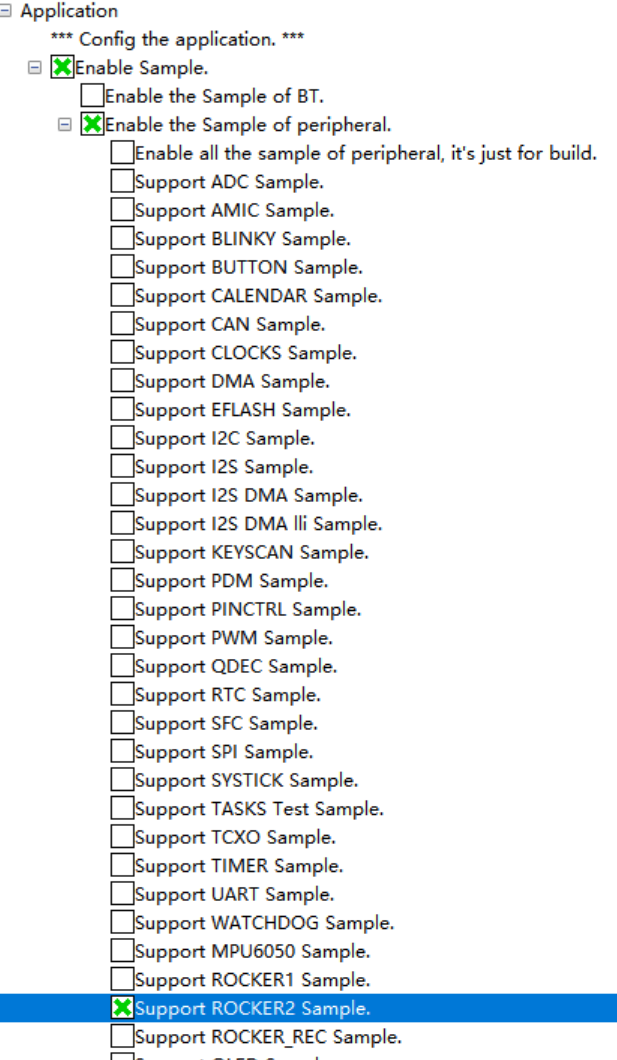 Application
*** Config the application. ***
Enable Sample.
Enable the Sample of BT.
Enable the Sample of peripheral.
Enable all the sample of peripheral, it's just for build.
Support ADC Sample.
Support AMIC Sample.
Support BLINKY Sample.
Support BUTTON Sample.
Support CALENDAR Sample.
Support CAN Sample.
Support CLOCKS Sample.
Support DMA Sample.
Support EFLASH Sample.
Support I2C Sample.
Support I2S Sample.
Support I2S DMA Sample.
Support I2S DMA lli Sample.
Support KEYSCAN Sample.
Support PDM Sample.
Support PINCTRL Sample.
Support PWM Sample.
Support QDEC Sample.
Support RTC Sample.
Support SFC Sample.
Support SPI Sample.
Support SYSTICK Sample.
Support TASKS Test Sample.
Support TCXO Sample.
Support TIMER Sample.
Support UART Sample.
Support WATCHDOG Sample.
Support MPU6050 Sample.
Support ROCKER1 Sample.
Support ROCKER2 Sample.
Support ROCKER_REC Sample.